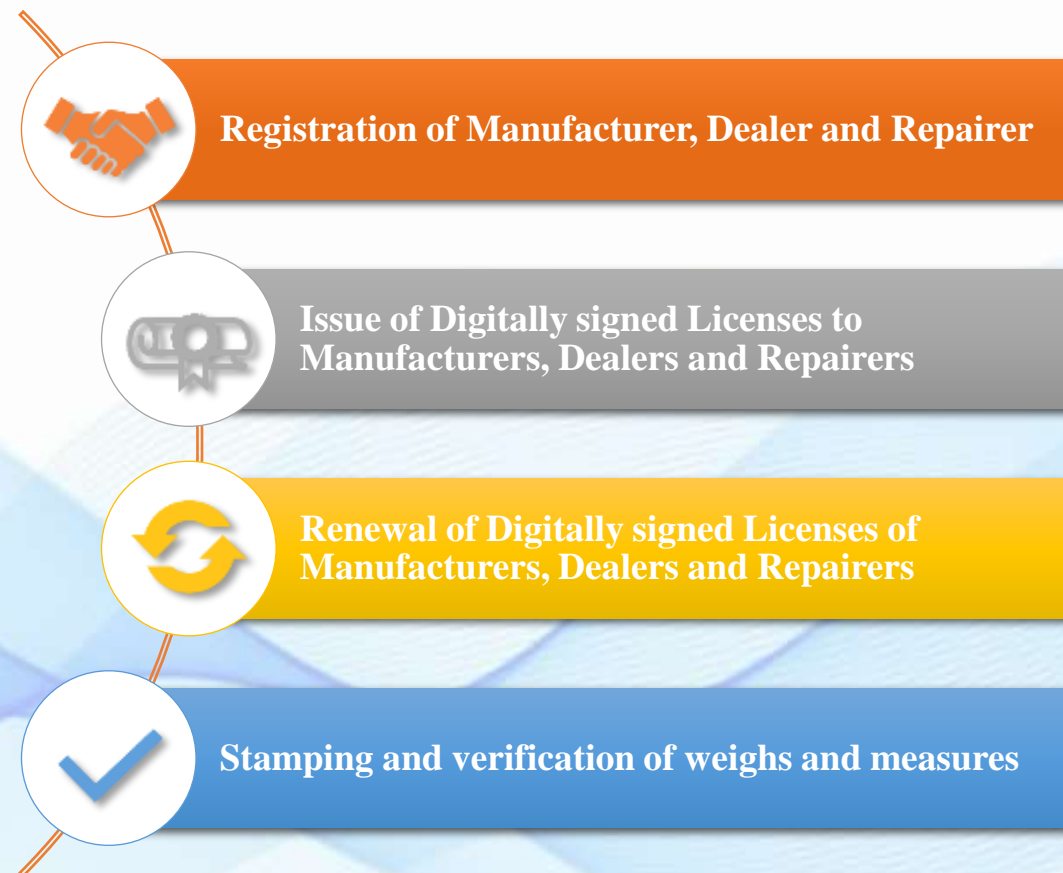 Registration of Manufacturer, Dealer and Repairer
Issue of Digitally signed Licenses to
Manufacturers, Dealers and Repairers
Renewal of Digitally signed Licenses of
Manufacturers, Dealers and Repairers
Stamping and verification of weighs and measures